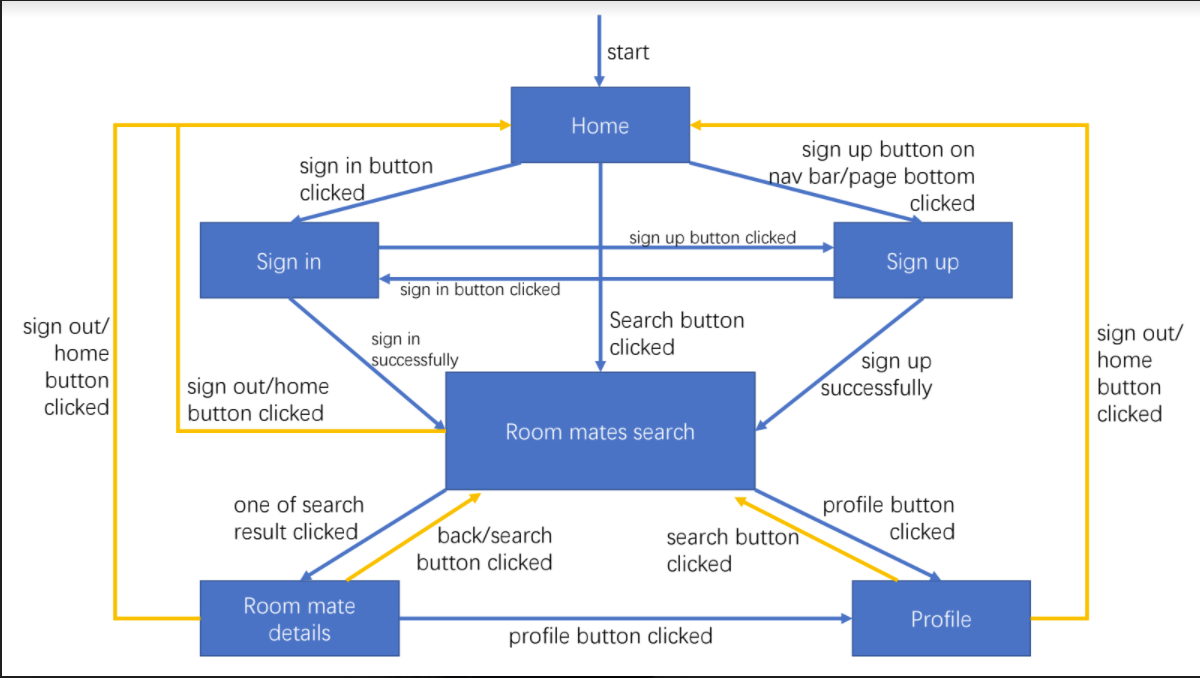 start
Home
sign in button
clicked
sign up button on
nav bar/page bottom
clicked
Sign in
sign up button clicked
Sign up
sign in button clicked
sign out/
home
button
clicked
sign in
successfully
Search button
clicked
sign up
successfully
sign out/
home
button
clicked
sign out/home
button clicked
Room mates search
one of search
result clicked
back/search
button clicked
search button
clicked
profile button
clicked
Room mate
details
profile button clicked
Profile